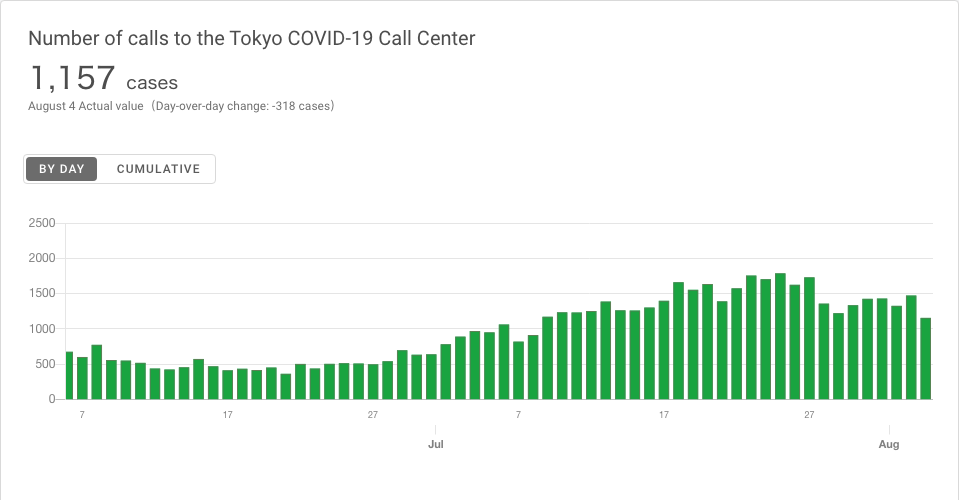 Number of calls to the Tokyo COVID-19 Call Center
1,157 cases
August 4 Actual value（Day-over-day change: -318 cases）
BY DAY CUMULATIVE
2500
2000
1500
1000
500
0
7 17 27 7 17 27
Jul Aug